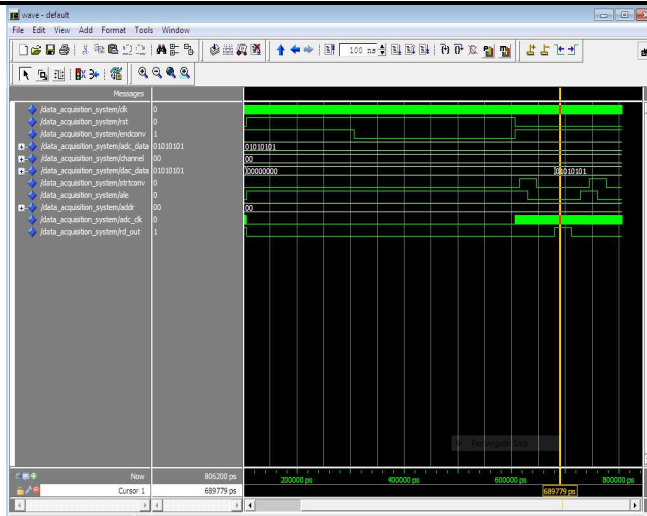 wave - default
File Edit View Add Format Tools Window
100 ns
Messages
/data_acquisition_system/clk 0
/data_acquisition_system/rst 0
/data_acquisition_system/endconv 1
/data_acquisition_system/adc_data 01010101 01010101
/data_acquisition_system/channel 00 00
/data_acquisition_system/dac_data 01010101 00000000 01010101
/data_acquisition_system/strtconv 0
/data_acquisition_system/ale 0
/data_acquisition_system/addr 00 00
/data_acquisition_system/adc_clk 0
/data_acquisition_system/rd_out 1
Rectangular Snip
Now 806200 ps 200000 ps 400000 ps 600000 ps 800000 ps
Cursor 1 689779 ps 689779 ps